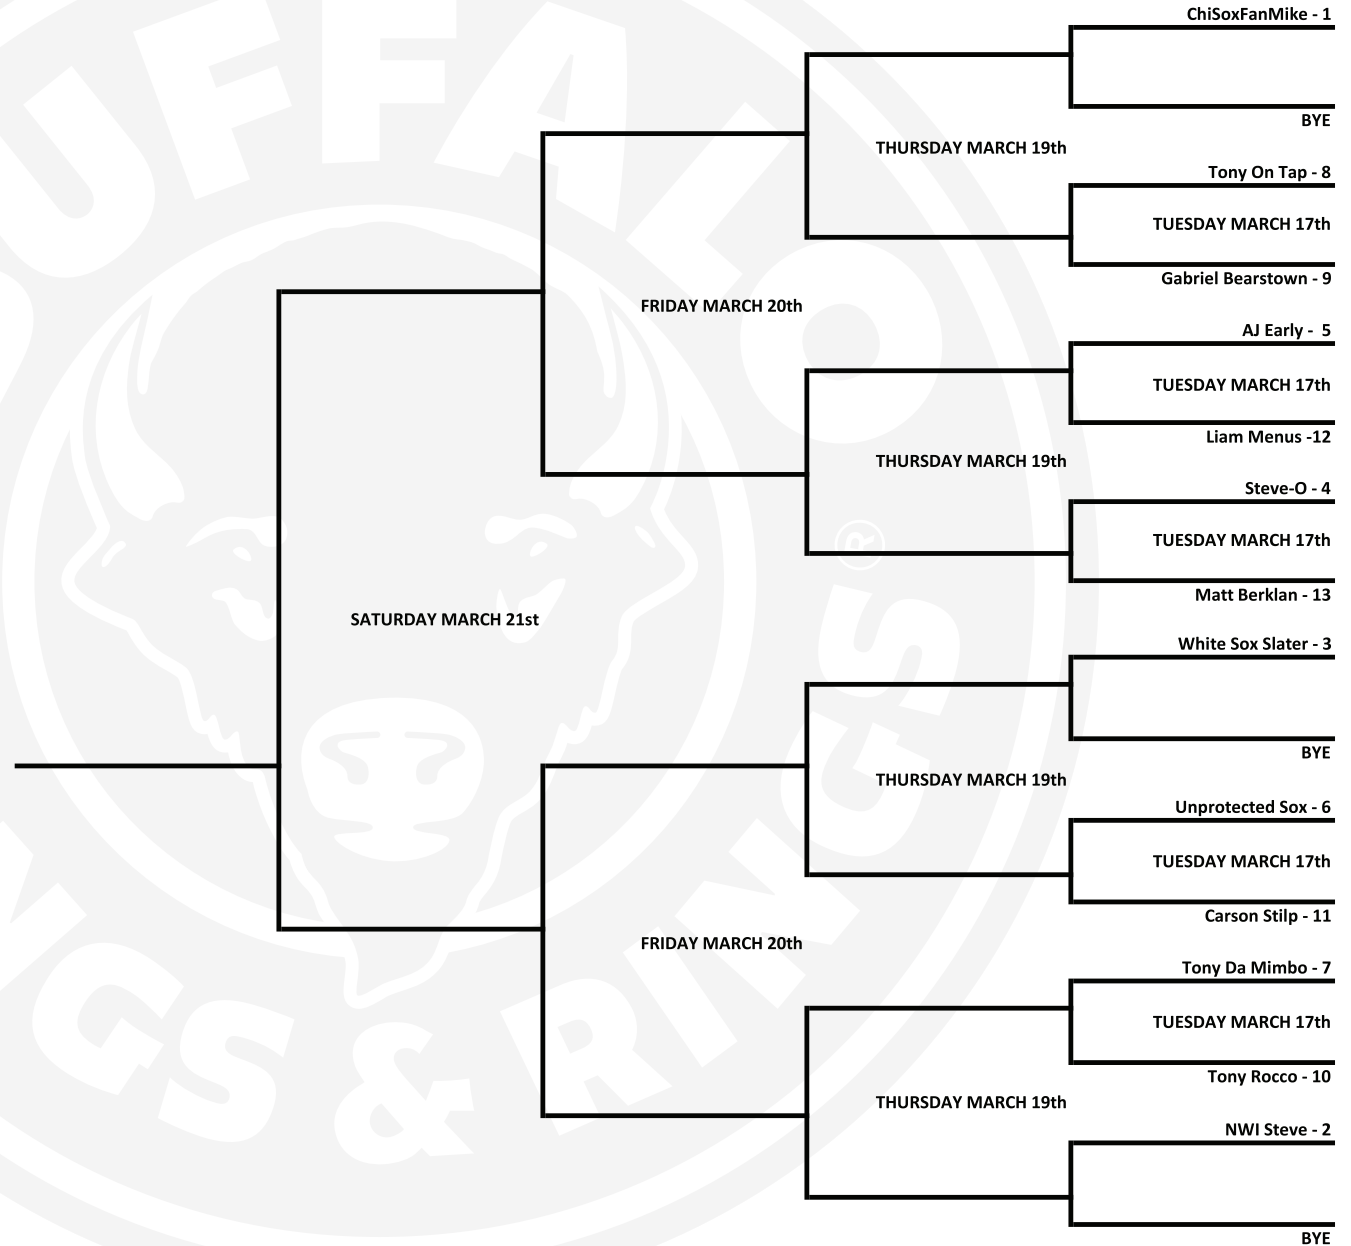 ChiSoxFanMike - 1
BYE
THURSDAY MARCH 19th
Tony On Tap - 8
TUESDAY MARCH 17th
Gabriel Bearstown - 9
FRIDAY MARCH 20th
AJ Early -  5
TUESDAY MARCH 17th
Liam Menus -12
THURSDAY MARCH 19th
Steve-O - 4
TUESDAY MARCH 17th
Matt Berklan - 13
SATURDAY MARCH 21st
White Sox Slater - 3
BYE
THURSDAY MARCH 19th
Unprotected Sox - 6
TUESDAY MARCH 17th
Carson Stilp - 11
FRIDAY MARCH 20th
Tony Da Mimbo - 7
TUESDAY MARCH 17th
Tony Rocco - 10
THURSDAY MARCH 19th
NWI Steve - 2
BYE
UFFALO
NGS & RINGS®